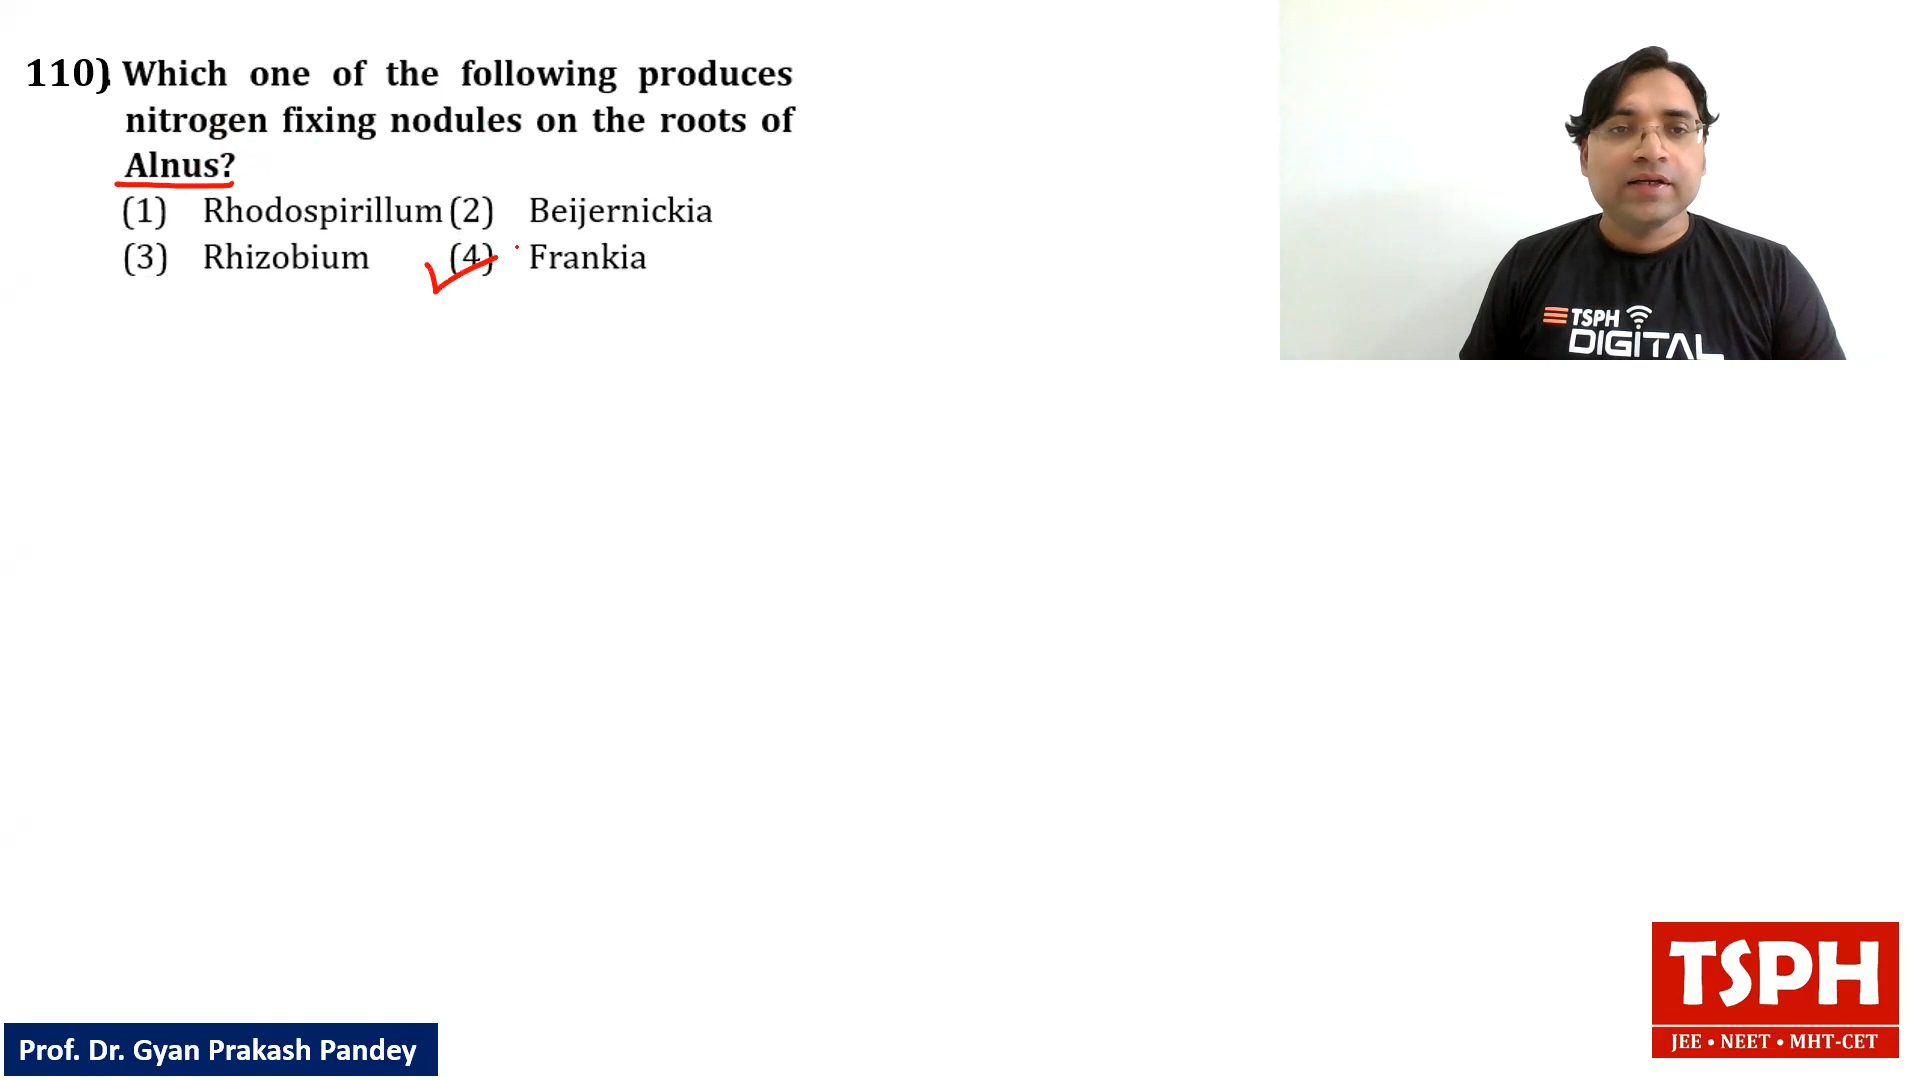 110) Which one of the following produces
nitrogen fixing nodules on the roots of
Alnus?
(1) Rhodospirillum (2) Beijernickia
(3) Rhizobium (4) Frankia
TSPH
DIGITAL
TSPH
JEE • NEET • MHT-CET
Prof. Dr. Gyan Prakash Pandey